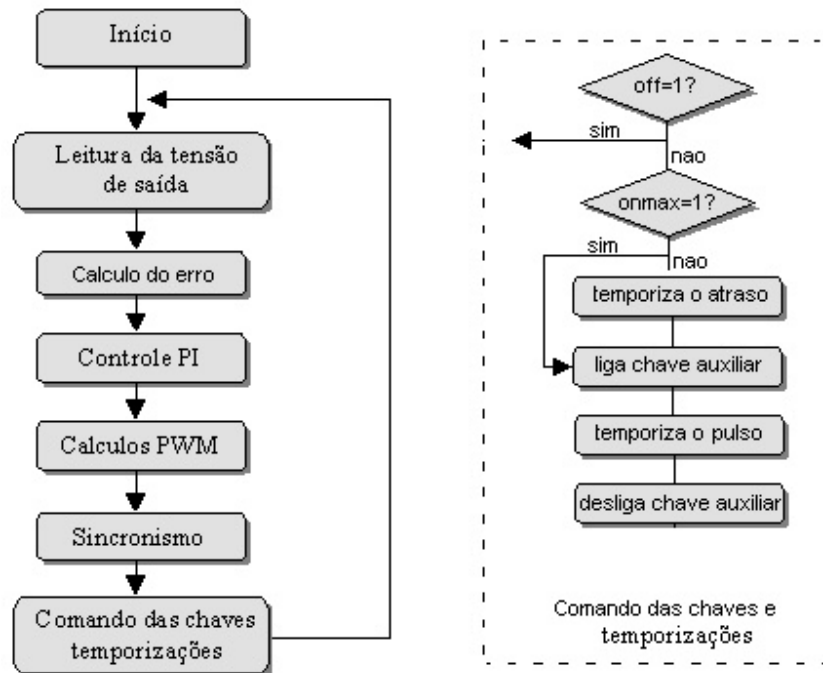 Início
Leitura da tensão
de saída
Calculo do erro
Controle PI
Calculos PWM
Sincronismo
Comando das chaves
temporizações
off=1?
sim
nao
onmax=1?
sim
nao
temporiza o atraso
liga chave auxiliar
temporiza o pulso
desliga chave auxiliar
Comando das chaves e
temporizações